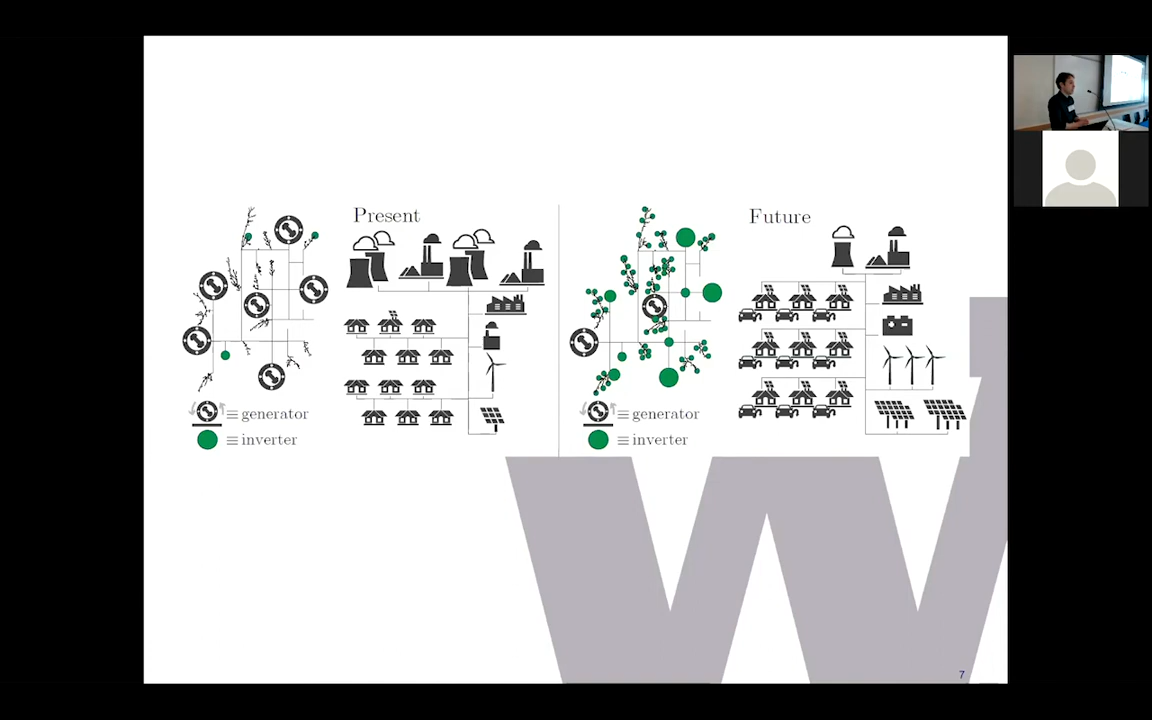 Present
≡ generator
≡ inverter
Future
≡ generator
≡ inverter
W
7